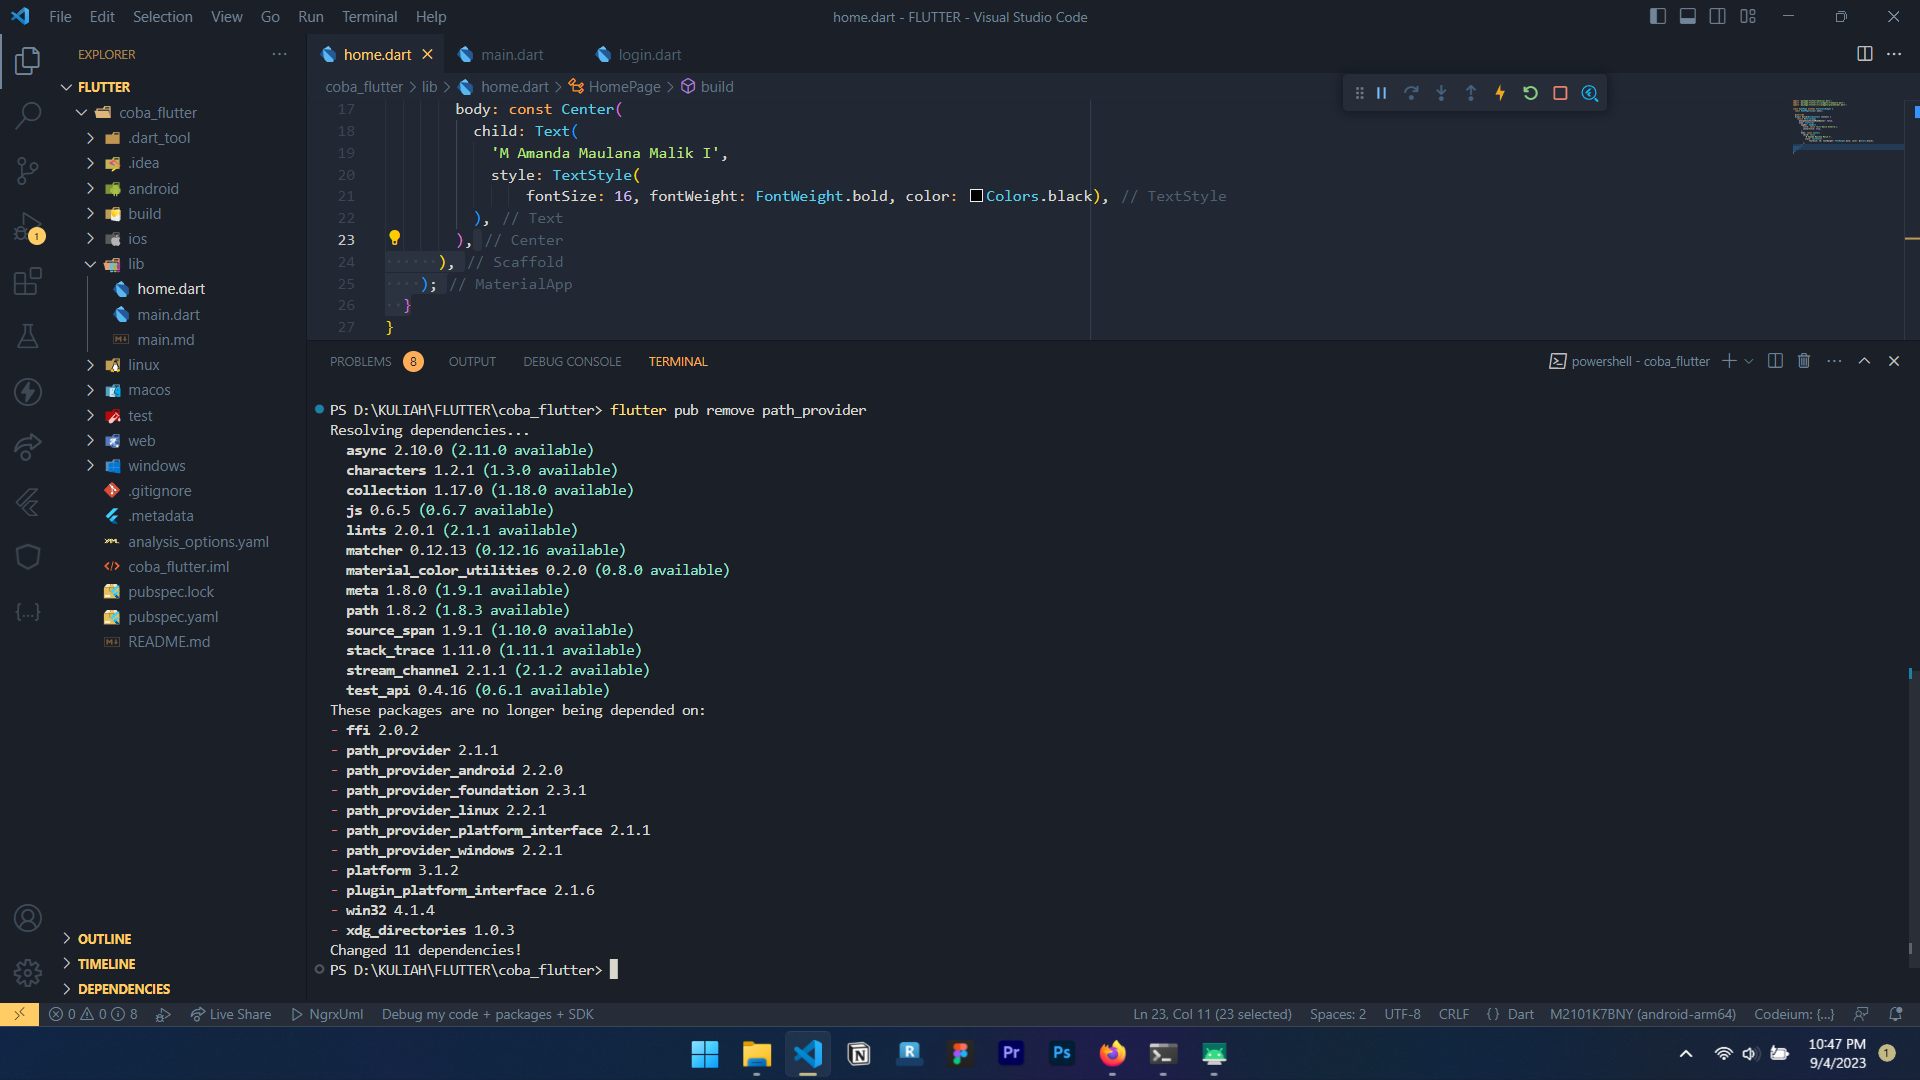 File Edit Selection View Go Run Terminal Help
home.dart - FLUTTER - Visual Studio Code
EXPLORER
FLUTTER
coba_flutter
.dart_tool
.idea
android
build
ios
lib
home.dart
main.dart
main.md
linux
macos
test
web
windows
.gitignore
.metadata
analysis_options.yaml
coba_flutter.iml
pubspec.lock
pubspec.yaml
README.md
OUTLINE
TIMELINE
DEPENDENCIES
1
home.dart main.dart login.dart
coba_flutter > lib > home.dart > HomePage > build
17 body: const Center(
18 child: Text(
19 'M Amanda Maulana Malik I',
20 style: TextStyle(
21 fontSize: 16, fontWeight: FontWeight.bold, color: Colors.black), // TextStyle
22 ), // Text
23 ), // Center
24 ), // Scaffold
25 ); // MaterialApp
26 }
27 }
PROBLEMS 8 OUTPUT DEBUG CONSOLE TERMINAL
powershell - coba_flutter
PS D:\KULIAH\FLUTTER\coba_flutter> flutter pub remove path_provider
Resolving dependencies...
async 2.10.0 (2.11.0 available)
characters 1.2.1 (1.3.0 available)
collection 1.17.0 (1.18.0 available)
js 0.6.5 (0.6.7 available)
lints 2.0.1 (2.1.1 available)
matcher 0.12.13 (0.12.16 available)
material_color_utilities 0.2.0 (0.8.0 available)
meta 1.8.0 (1.9.1 available)
path 1.8.2 (1.8.3 available)
source_span 1.9.1 (1.10.0 available)
stack_trace 1.11.0 (1.11.1 available)
stream_channel 2.1.1 (2.1.2 available)
test_api 0.4.16 (0.6.1 available)
These packages are no longer being depended on:
- ffi 2.0.2
- path_provider 2.1.1
- path_provider_android 2.2.0
- path_provider_foundation 2.3.1
- path_provider_linux 2.2.1
- path_provider_platform_interface 2.1.1
- path_provider_windows 2.2.1
- platform 3.1.2
- plugin_platform_interface 2.1.6
- win32 4.1.4
- xdg_directories 1.0.3
Changed 11 dependencies!
PS D:\KULIAH\FLUTTER\coba_flutter>
0 0 8 Live Share NgrxUml Debug my code + packages + SDK
Ln 23, Col 11 (23 selected) Spaces: 2 UTF-8 CRLF {} Dart M2101K7BNY (android-arm64) Codeium: {...}
N R Pr Ps
10:47 PM
9/4/2023
1